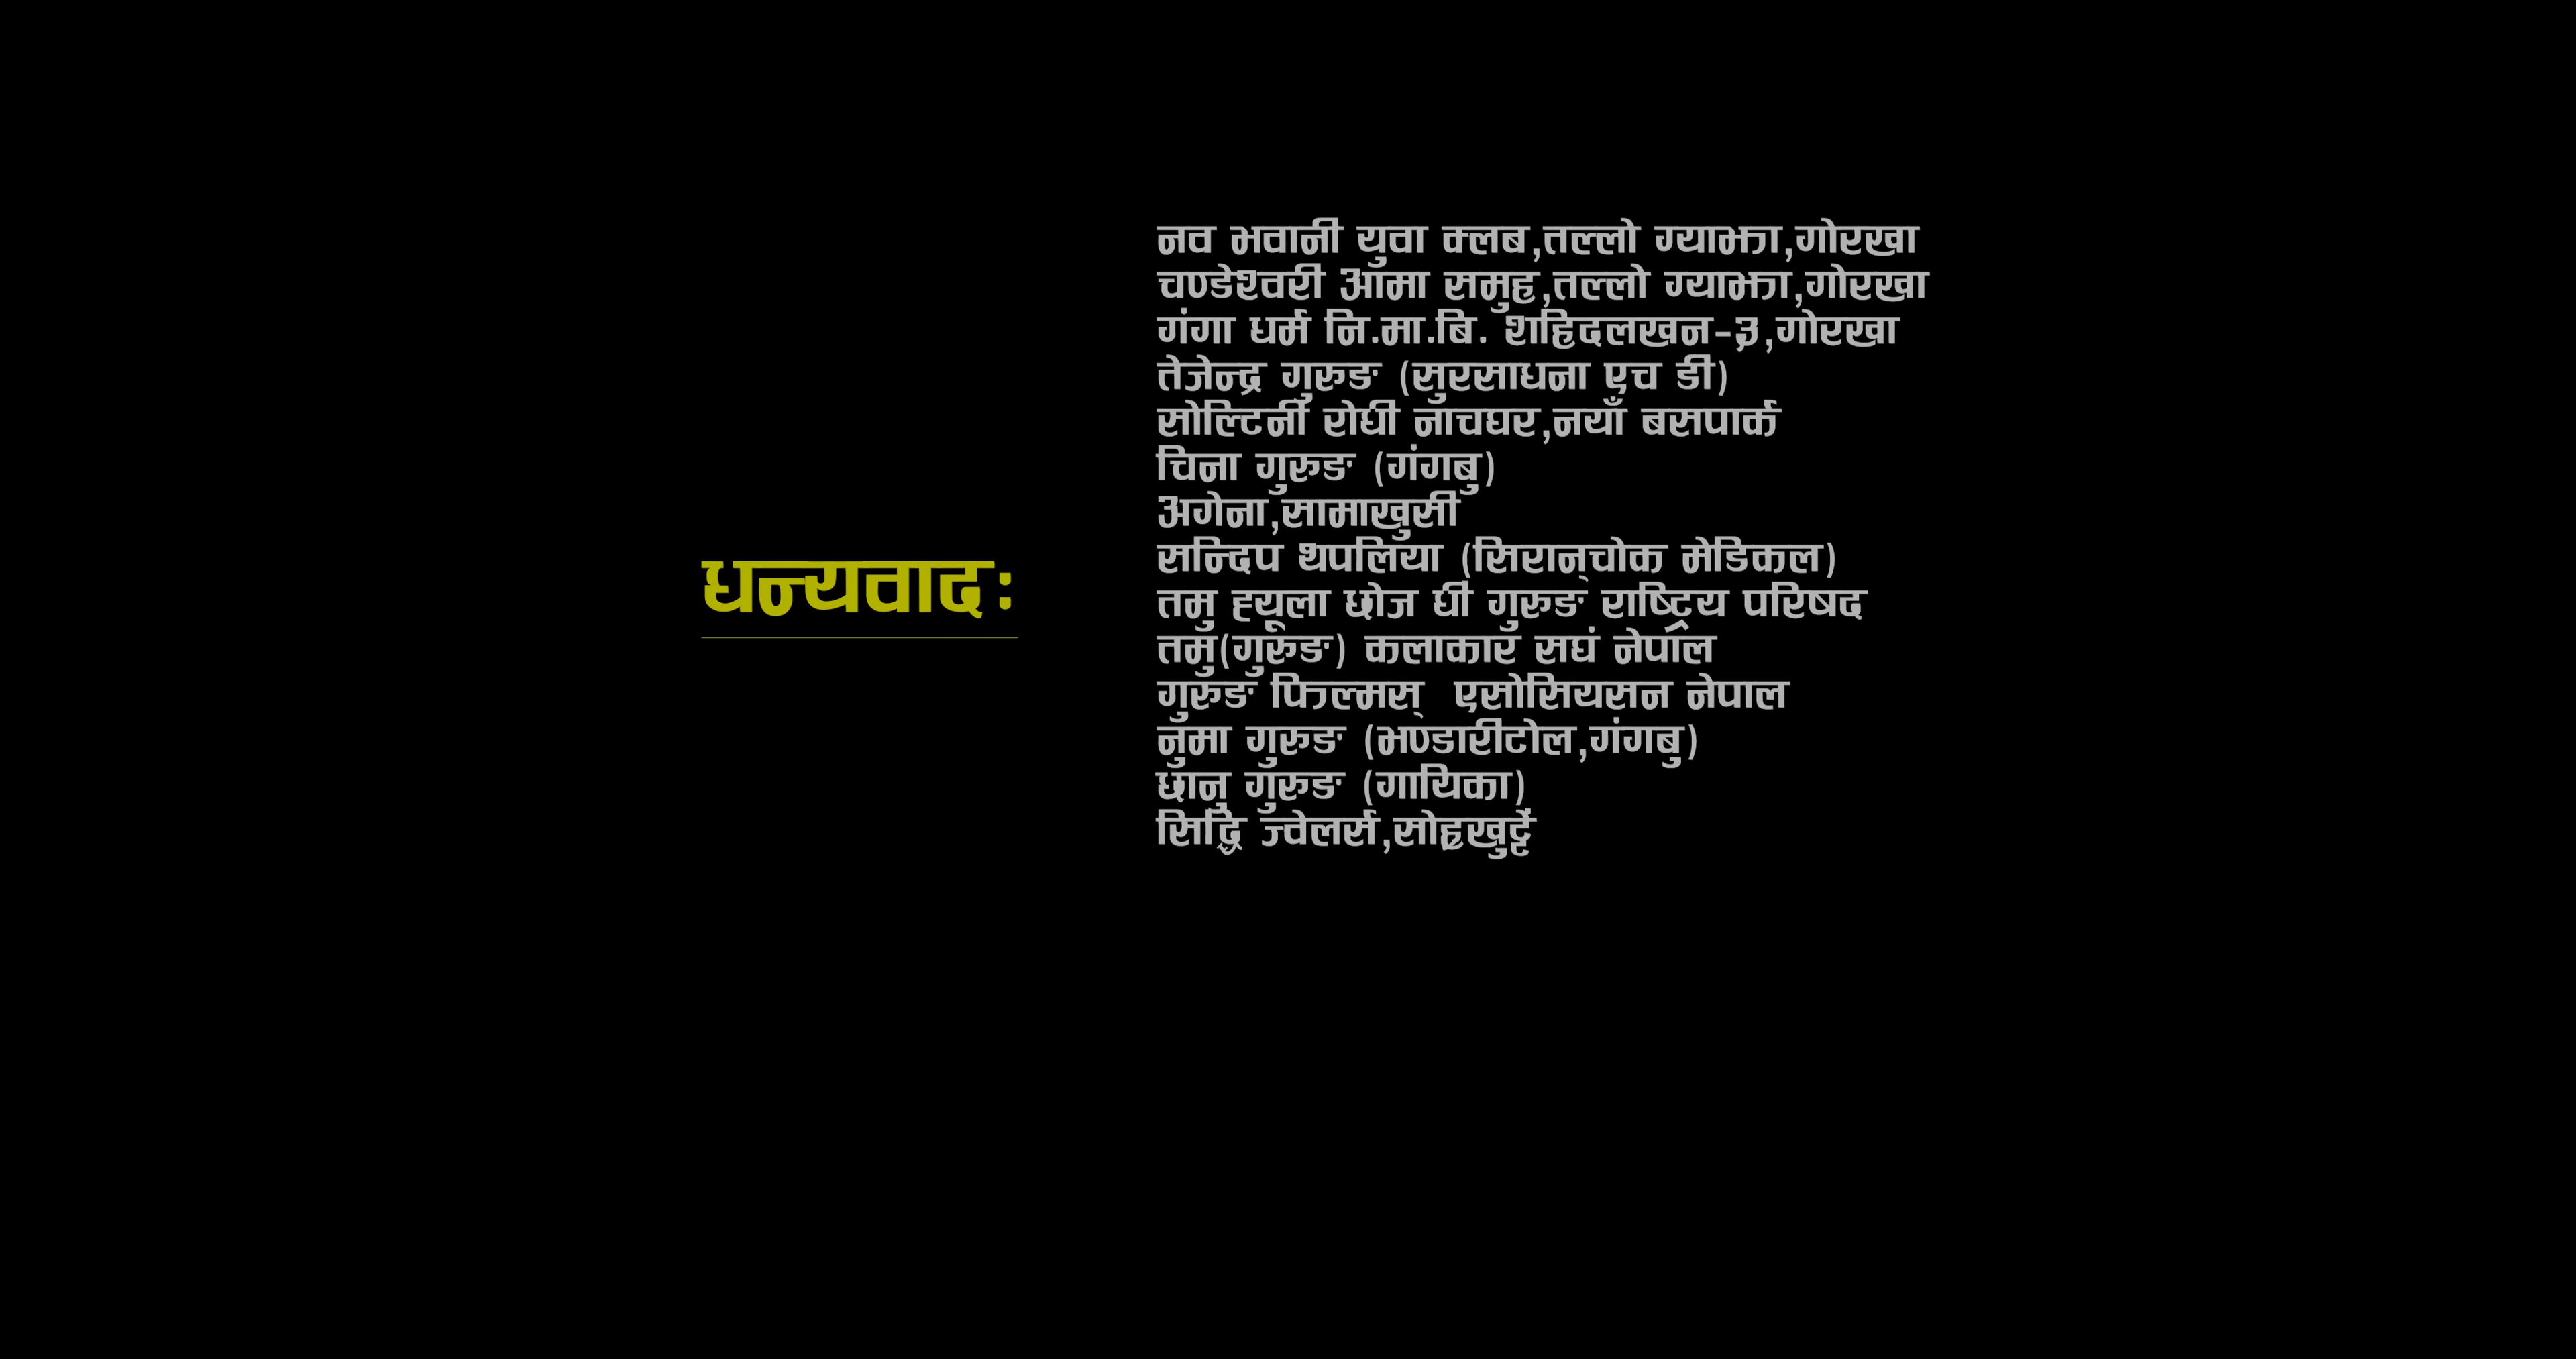 धन्यवाद:
नव भवानी युवा क्लब,तल्लो ग्याझा,गोरखा
चण्डेश्वरी आमा समुह,तल्लो ग्याझा,गोरखा
गंगा धर्म नि.मा.बि. शहिदलखन-३,गोरखा
तेजेन्द्र गुरुङ (सुरसाधना एच डी)
सोल्टिनी रोधी नाचघर,नयाँ बसपार्क
चिना गुरुङ (गंगबु)
अगेना,सामाखुसी
सन्दिप थपलिया (सिरान्चोक मेडिकल)
तमु ह्यूला छोज धीं गुरुङ राष्ट्रिय परिषद
तमु(गुरुङ) कलाकार सघं नेपाल
गुरुङ फिल्मस् एसोसियसन नेपाल
नुमा गुरुङ (भण्डारीटोल,गंगबु)
छानु गुरुङ (गायिका)
सिद्धि ज्वेलर्स,सोह्रखुट्टे